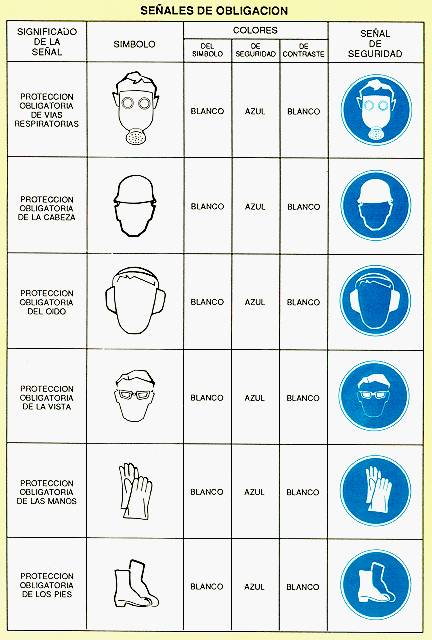 SEÑALES DE OBLIGACION
SIGNIFICADO
DE LA
SEÑAL
SIMBOLO
COLORES
DEL
SIMBOLO
DE
SEGURIDAD
DE
CONTRASTE
SEÑAL
DE
SEGURIDAD
PROTECCION
OBLIGATORIA
DE VIAS
RESPIRATORIAS
BLANCO
AZUL
BLANCO
PROTECCION
OBLIGATORIA
DE LA CABEZA
BLANCO
AZUL
BLANCO
PROTECCION
OBLIGATORIA
DEL OIDO
BLANCO
AZUL
BLANCO
PROTECCION
OBLIGATORIA
DE LA VISTA
BLANCO
AZUL
BLANCO
PROTECCION
OBLIGATORIA
DE LAS MANOS
BLANCO
AZUL
BLANCO
PROTECCION
OBLIGATORIA
DE LOS PIES
BLANCO
AZUL
BLANCO